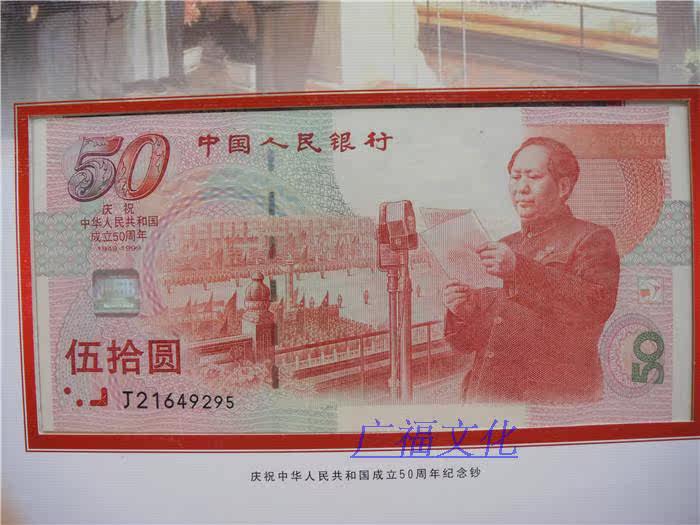 50
中国人民银行
庆祝
中华人民共和国
成立50周年
1949-1999
伍拾圆
J21649295
50
广福文化
庆祝中华人民共和国成立50周年纪念钞